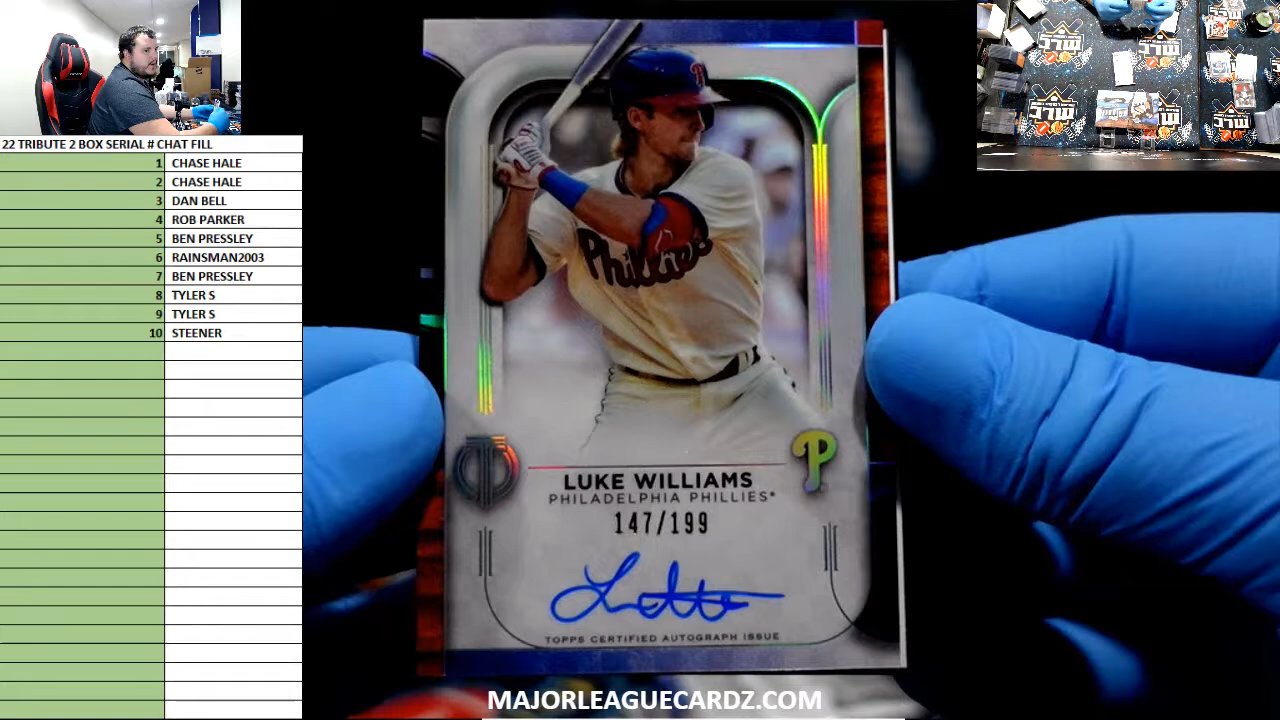 22 TRIBUTE 2 BOX SERIAL # CHAT FILL
1 CHASE HALE
2 CHASE HALE
3 DAN BELL
4 ROB PARKER
5 BEN PRESSLEY
6 RAINSMAN2003
7 BEN PRESSLEY
8 TYLER S
9 TYLER S
10 STEENER
Phillies
P
LUKE WILLIAMS
PHILADELPHIA PHILLIES
147/199
TOPPS CERTIFIED AUTOGRAPH ISSUE
MAJORLEAGUECARDZ.COM